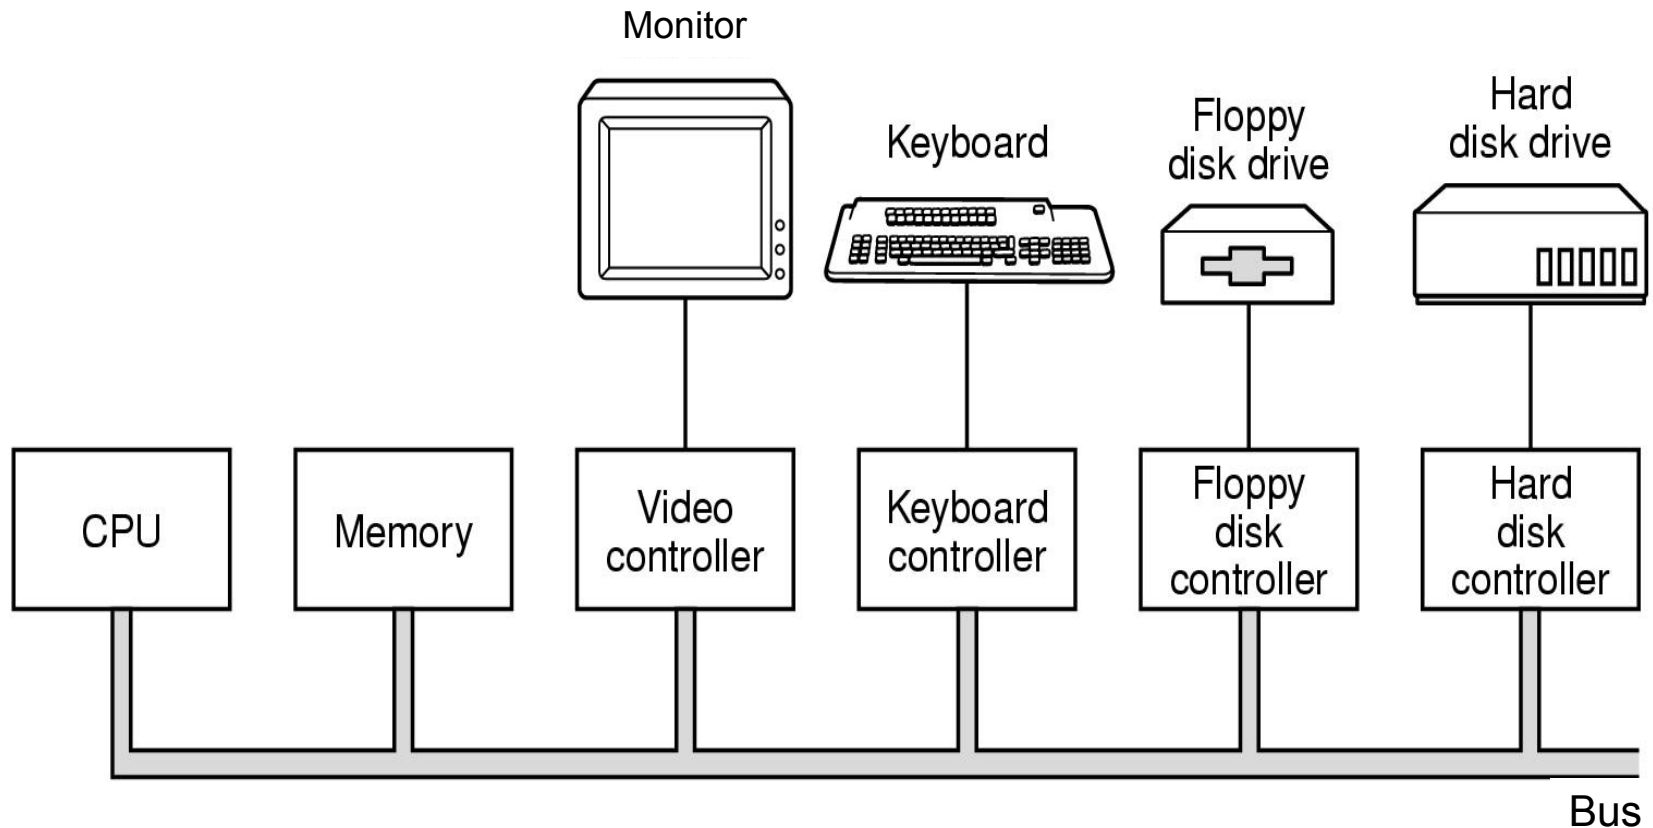 Monitor
Keyboard
Floppy
disk drive
Hard
disk drive
CPU
Memory
Video
controller
Keyboard
controller
Floppy
disk
controller
Hard
disk
controller
Bus